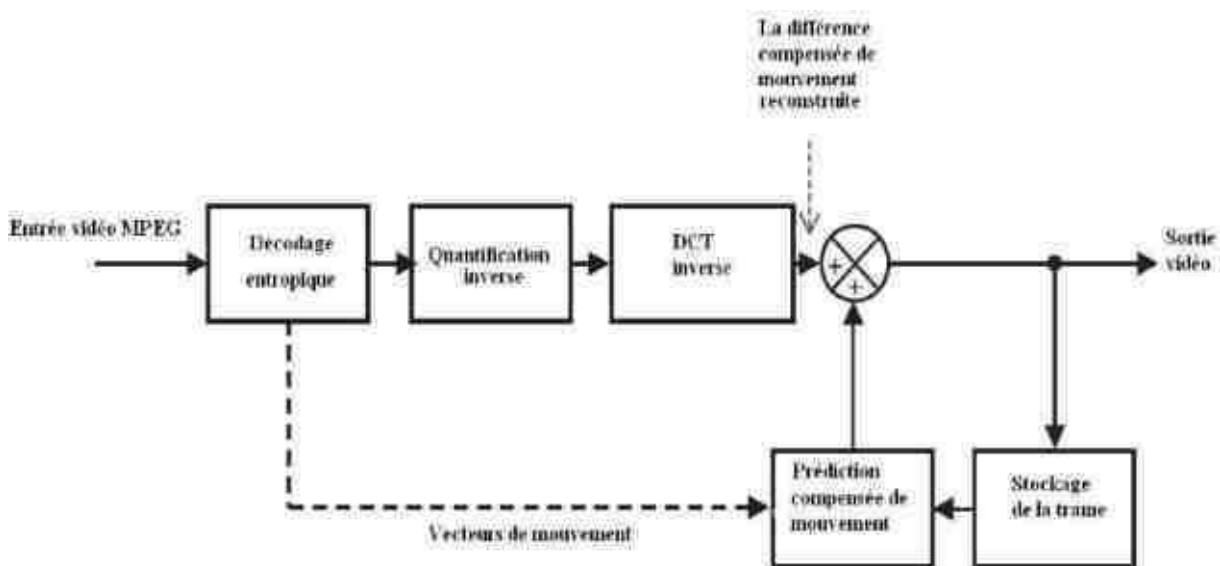 La différence
compensée de
mouvement
reconstruite
Entrée vidéo MPEG
Décodage
entropique
Quantification
inverse
DCT
inverse
+
+
Sortie
vidéo
Prédiction
compensée de
mouvement
Stockage
de la trame
Vecteurs de mouvement